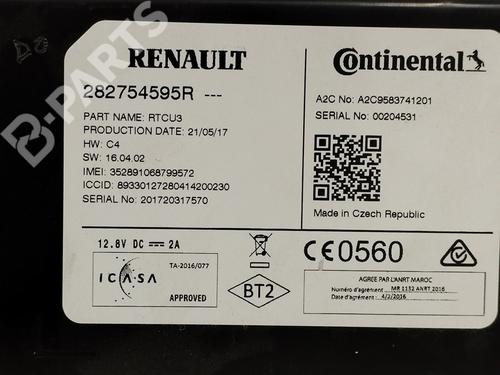 RENAULT
282754595R ---
PART NAME: RTCU3
PRODUCTION DATE: 21/05/17
HW: C4
SW: 16.04.02
IMEI: 352891068799572
ICCID: 89330127280414200230
SERIAL No: 201720317570
Continental
A2C No: A2C9583741201
SERIAL No: 00204531
Made in Czech Republic
12.8V DC 2A
ICASA
TA-2016/077
APPROVED
BT2
CE0560
AGREE PAR L'ANRT MAROC
Numéro d'agrément : MR 1132 ANRT 2016
Date d'agrément : 4/2/2016
B-PARTS